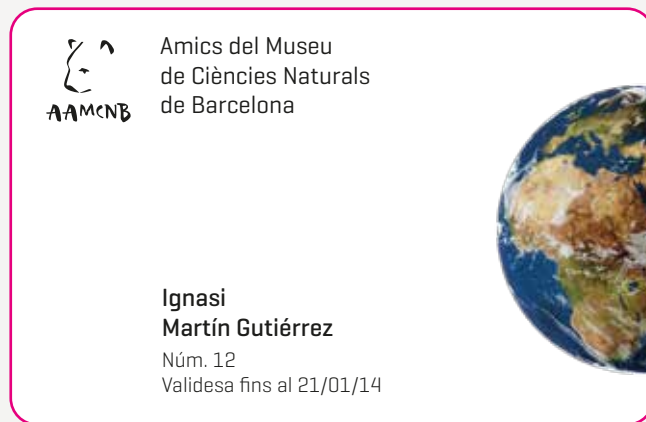 Amics del Museu
de Ciències Naturals
de Barcelona
AAMCNB
Ignasi
Martín Gutiérrez
Núm. 12
Validesa fins al 21/01/14